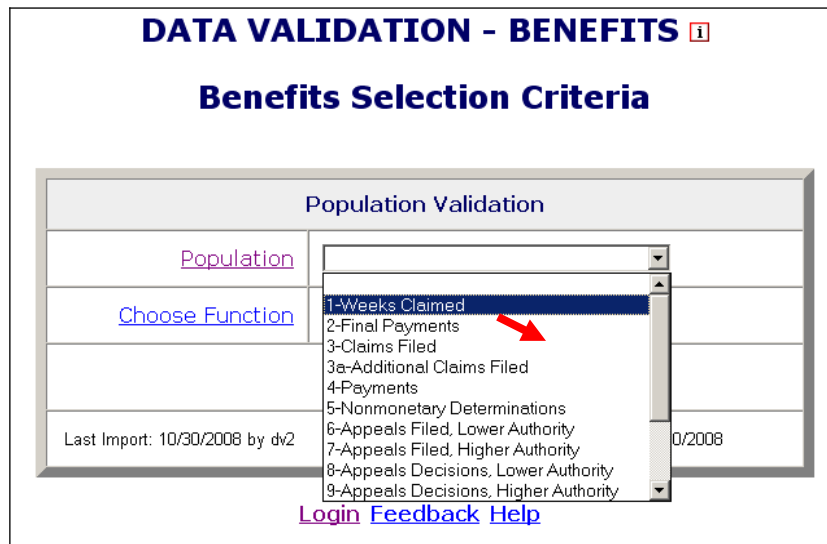 DATA VALIDATION - BENEFITS i
Benefits Selection Criteria
Population Validation
Population
Choose Function
1-Weeks Claimed
2-Final Payments
3-Claims Filed
3a-Additional Claims Filed
4-Payments
5-Nonmonetary Determinations
6-Appeals Filed, Lower Authority
7-Appeals Filed, Higher Authority
8-Appeals Decisions, Lower Authority
9-Appeals Decisions, Higher Authority
Last Import: 10/30/2008 by dv2
0/2008
Login Feedback Help